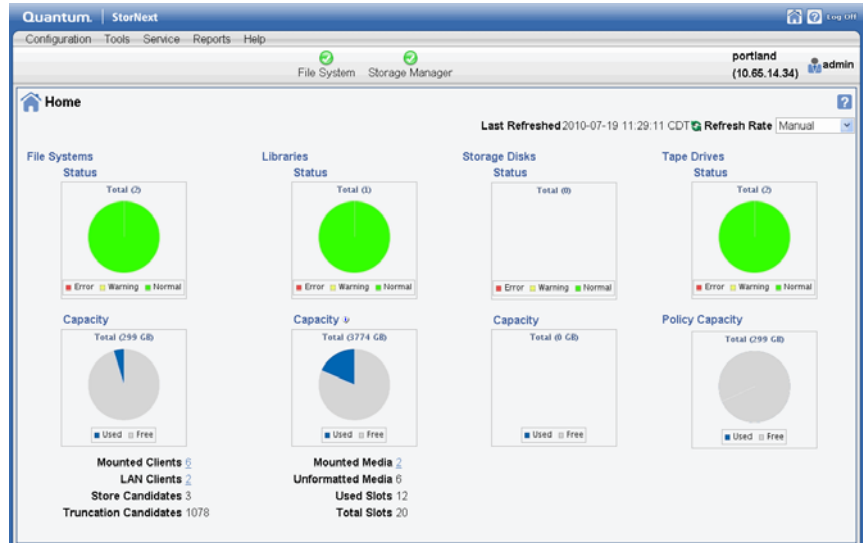 Quantum. StorNext Log Off
Configuration Tools Service Reports Help
File System Storage Manager
portland
(10.65.14.34) admin
Home
Last Refreshed 2010-07-19 11:29:11 CDT Refresh Rate Manual
File Systems
Status
Total (2)
Error Warning Normal
Capacity
Total (299 GB)
Used Free
Mounted Clients 6
LAN Clients 2
Store Candidates 3
Truncation Candidates 1078
Libraries
Status
Total (1)
Error Warning Normal
Capacity
Total (3774 GB)
Used Free
Mounted Media 2
Unformatted Media 6
Used Slots 12
Total Slots 20
Storage Disks
Status
Total (0)
Error Warning Normal
Capacity
Total (0 GB)
Used Free
Tape Drives
Status
Total (2)
Error Warning Normal
Policy Capacity
Total (299 GB)
Used Free